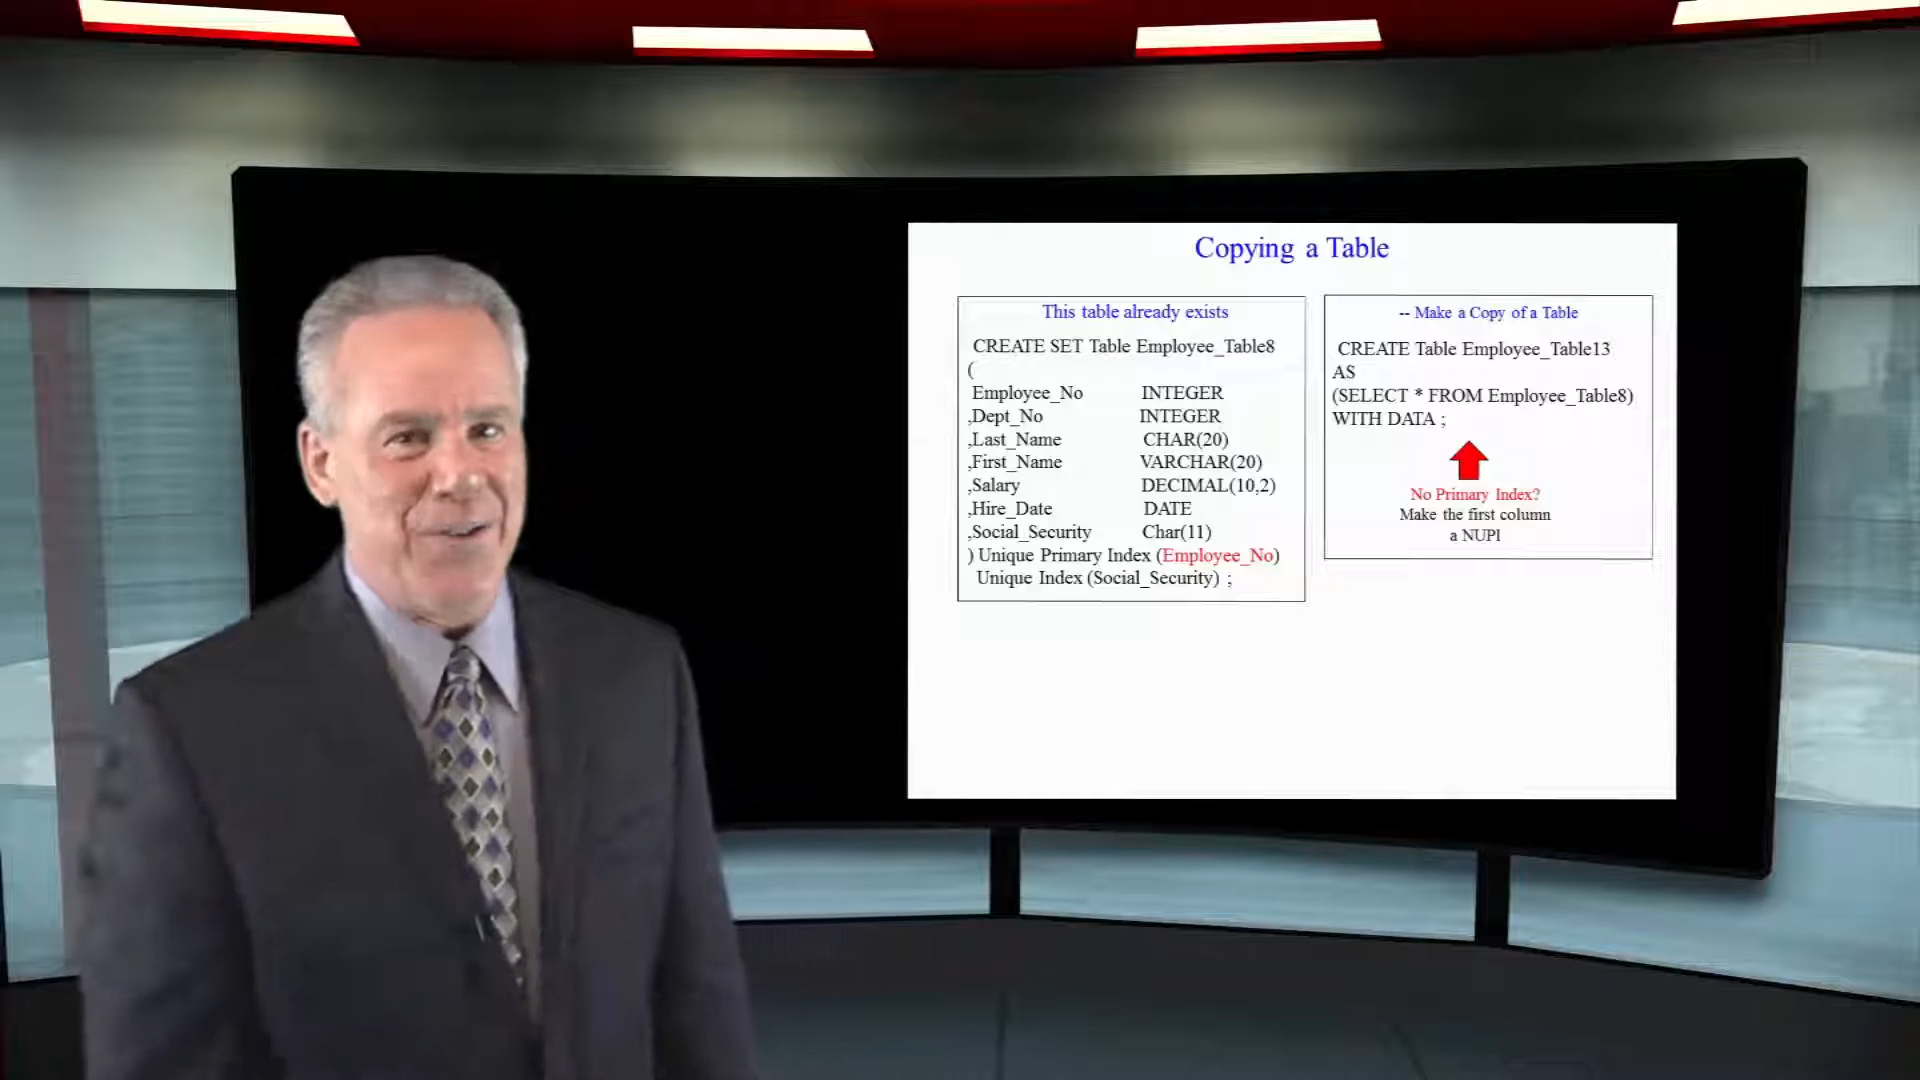 Copying a Table
This table already exists
CREATE SET Table Employee_Table8
(
Employee_No INTEGER
,Dept_No INTEGER
,Last_Name CHAR(20)
,First_Name VARCHAR(20)
,Salary DECIMAL(10,2)
,Hire_Date DATE
,Social_Security Char(11)
) Unique Primary Index (Employee_No)
Unique Index (Social_Security) ;
-- Make a Copy of a Table
CREATE Table Employee_Table13
AS
(SELECT * FROM Employee_Table8)
WITH DATA ;
No Primary Index?
Make the first column
a NUPI